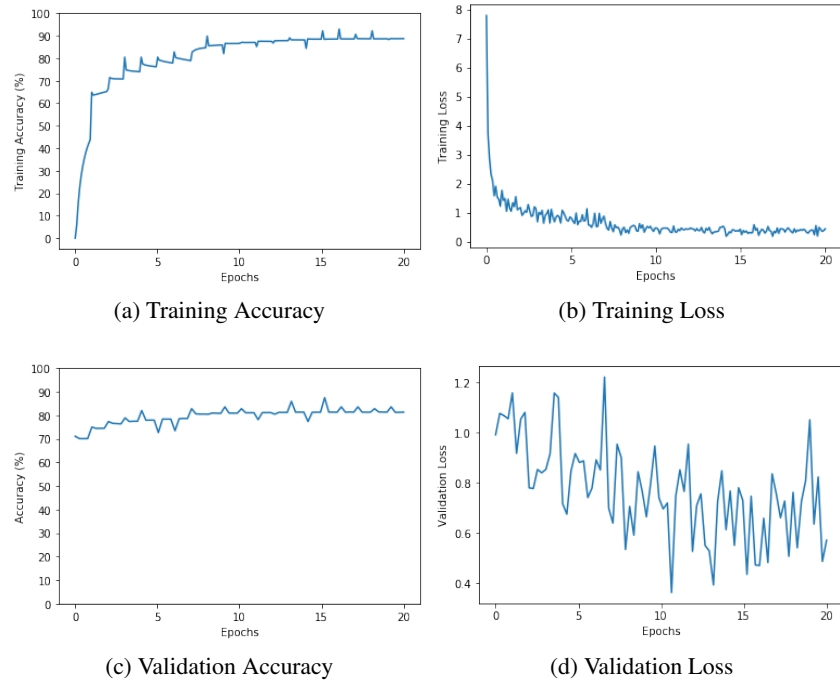 100
90
80
70
60
50
40
30
20
10
0
Training Accuracy (%)
0 5 10 15 20
Epochs
(a) Training Accuracy
8
7
6
5
4
3
2
1
0
Training Loss
0 5 10 15 20
Epochs
(b) Training Loss
100
90
80
70
60
50
40
30
20
10
0
Accuracy (%)
0 5 10 15 20
Epochs
(c) Validation Accuracy
1.2
1.0
0.8
0.6
0.4
Validation Loss
0 5 10 15 20
Epochs
(d) Validation Loss